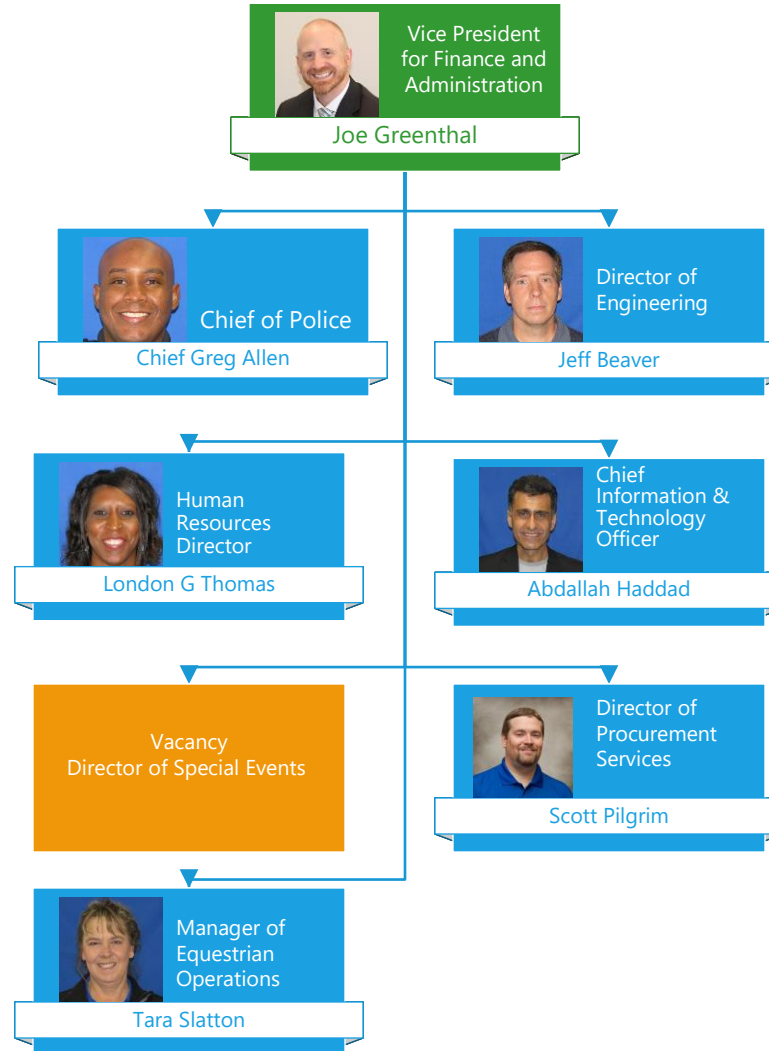 Vice President
for Finance and
Administration
Joe Greenthal
Chief of Police
Chief Greg Allen
Director of
Engineering
Jeff Beaver
Human
Resources
Director
London G Thomas
Chief
Information &
Technology
Officer
Abdallah Haddad
Vacancy
Director of Special Events
Director of
Procurement
Services
Scott Pilgrim
Manager of
Equestrian
Operations
Tara Slatton